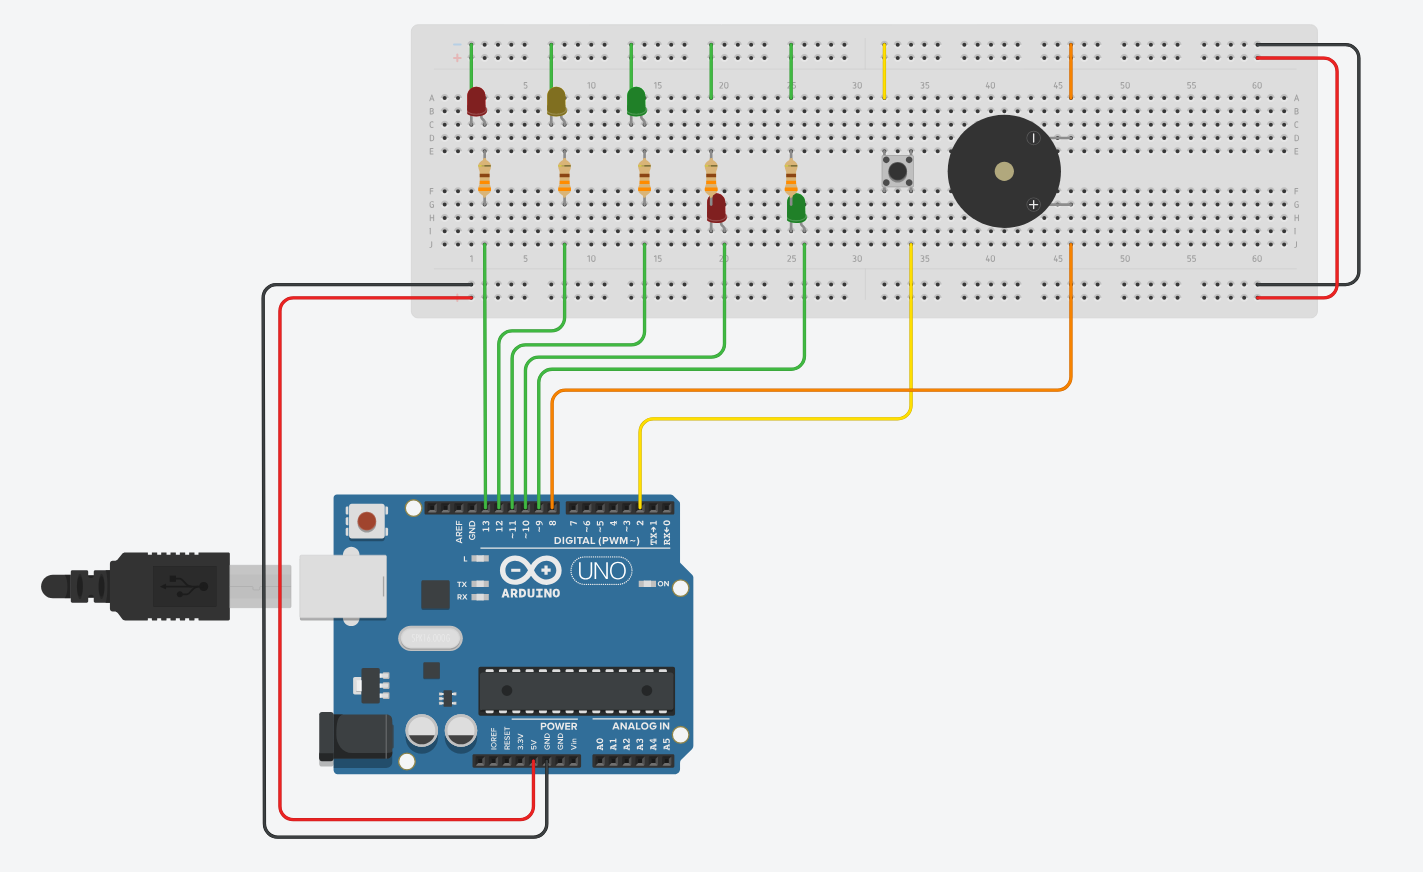 − −
+ +
5 10 15 20 25 30 35 40 45 50 55 60
A A
B B
C C
D D
E E
F F
G G
H H
I I
J J
1 5 10 15 20 25 30 35 40 45 50 55 60
AREF GND 13 12 ~11 ~10 ~9 8 7 ~6 ~5 4 ~3 2 TX→1 RX←0
DIGITAL (PWM~)
L
TX
RX
UNO
ON
ARDUINO
POWER
ANALOG IN
IOREF RESET 3.3V 5V GND GND Vin A0 A1 A2 A3 A4 A5